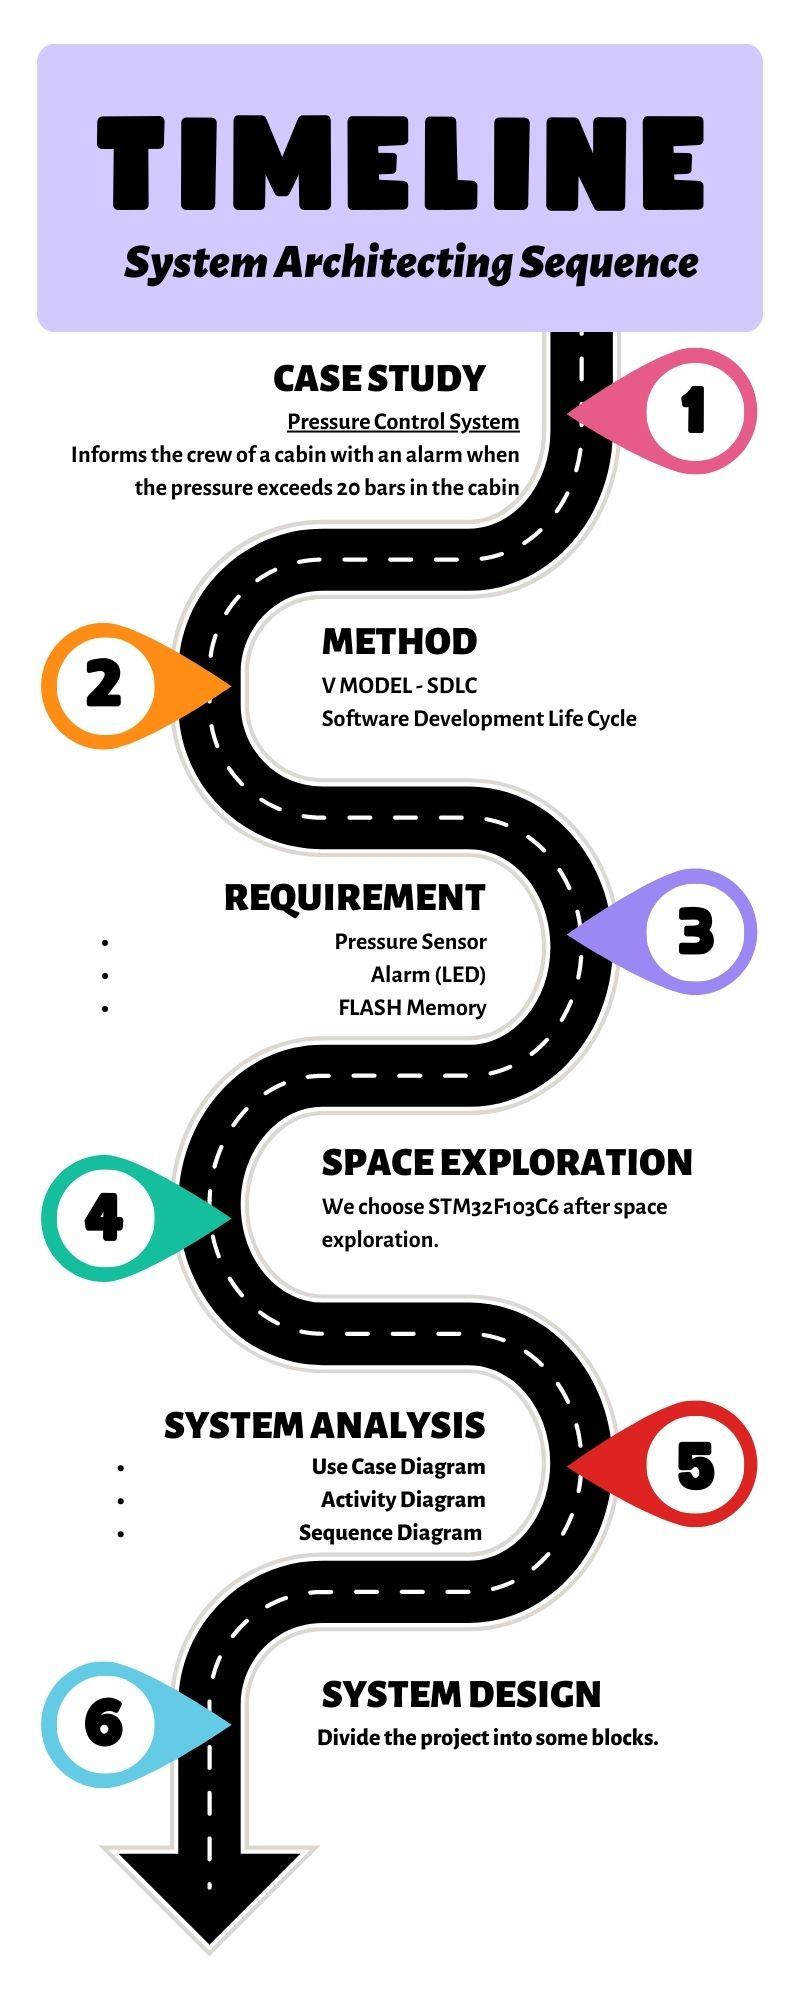 TIMELINE
System Architecting Sequence
CASE STUDY
1
Pressure Control System
Informs the crew of a cabin with an alarm when
the pressure exceeds 20 bars in the cabin
2
METHOD
V MODEL - SDLC
Software Development Life Cycle
REQUIREMENT
3
• Pressure Sensor
• Alarm (LED)
• FLASH Memory
4
SPACE EXPLORATION
We choose STM32F103C6 after space
exploration.
SYSTEM ANALYSIS
5
• Use Case Diagram
• Activity Diagram
• Sequence Diagram
6
SYSTEM DESIGN
Divide the project into some blocks.